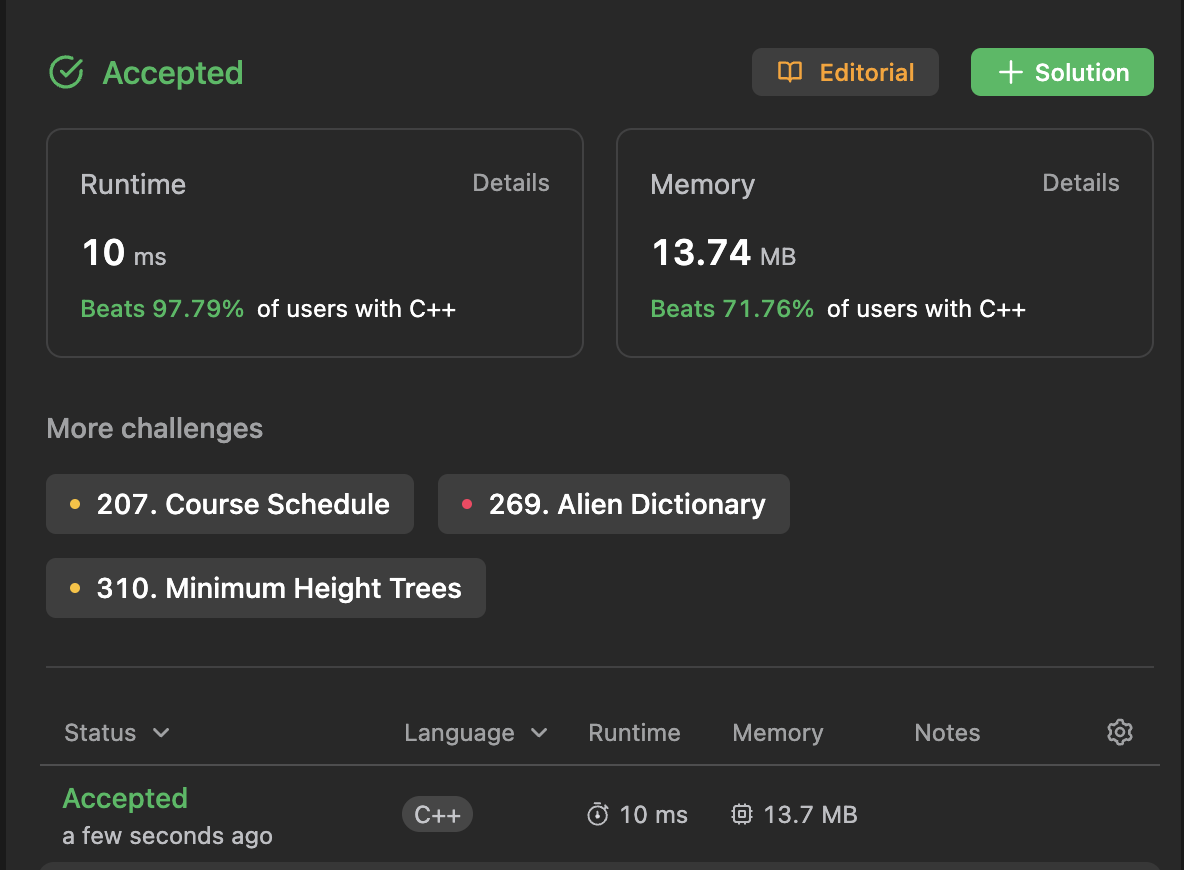 Accepted
Editorial
Solution
Runtime
Details
10 ms
Beats 97.79% of users with C++
Memory
Details
13.74 MB
Beats 71.76% of users with C++
More challenges
207. Course Schedule
269. Alien Dictionary
310. Minimum Height Trees
Status Language Runtime Memory Notes
Accepted
a few seconds ago
C++
10 ms
13.7 MB